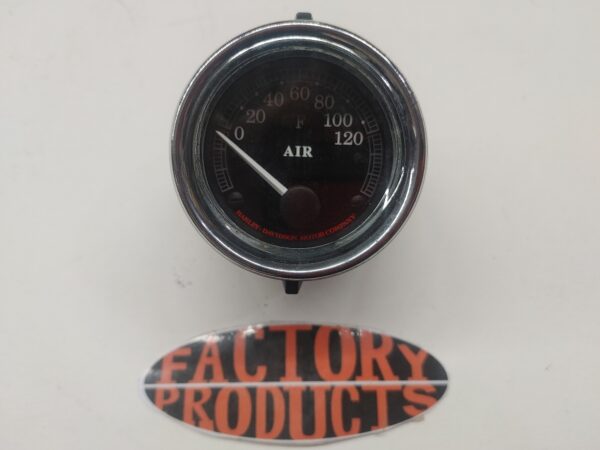 0 20 40 60 80 100 120
F
AIR
HARLEY-DAVIDSON MOTOR COMPANY
FACTORY
PRODUCTS